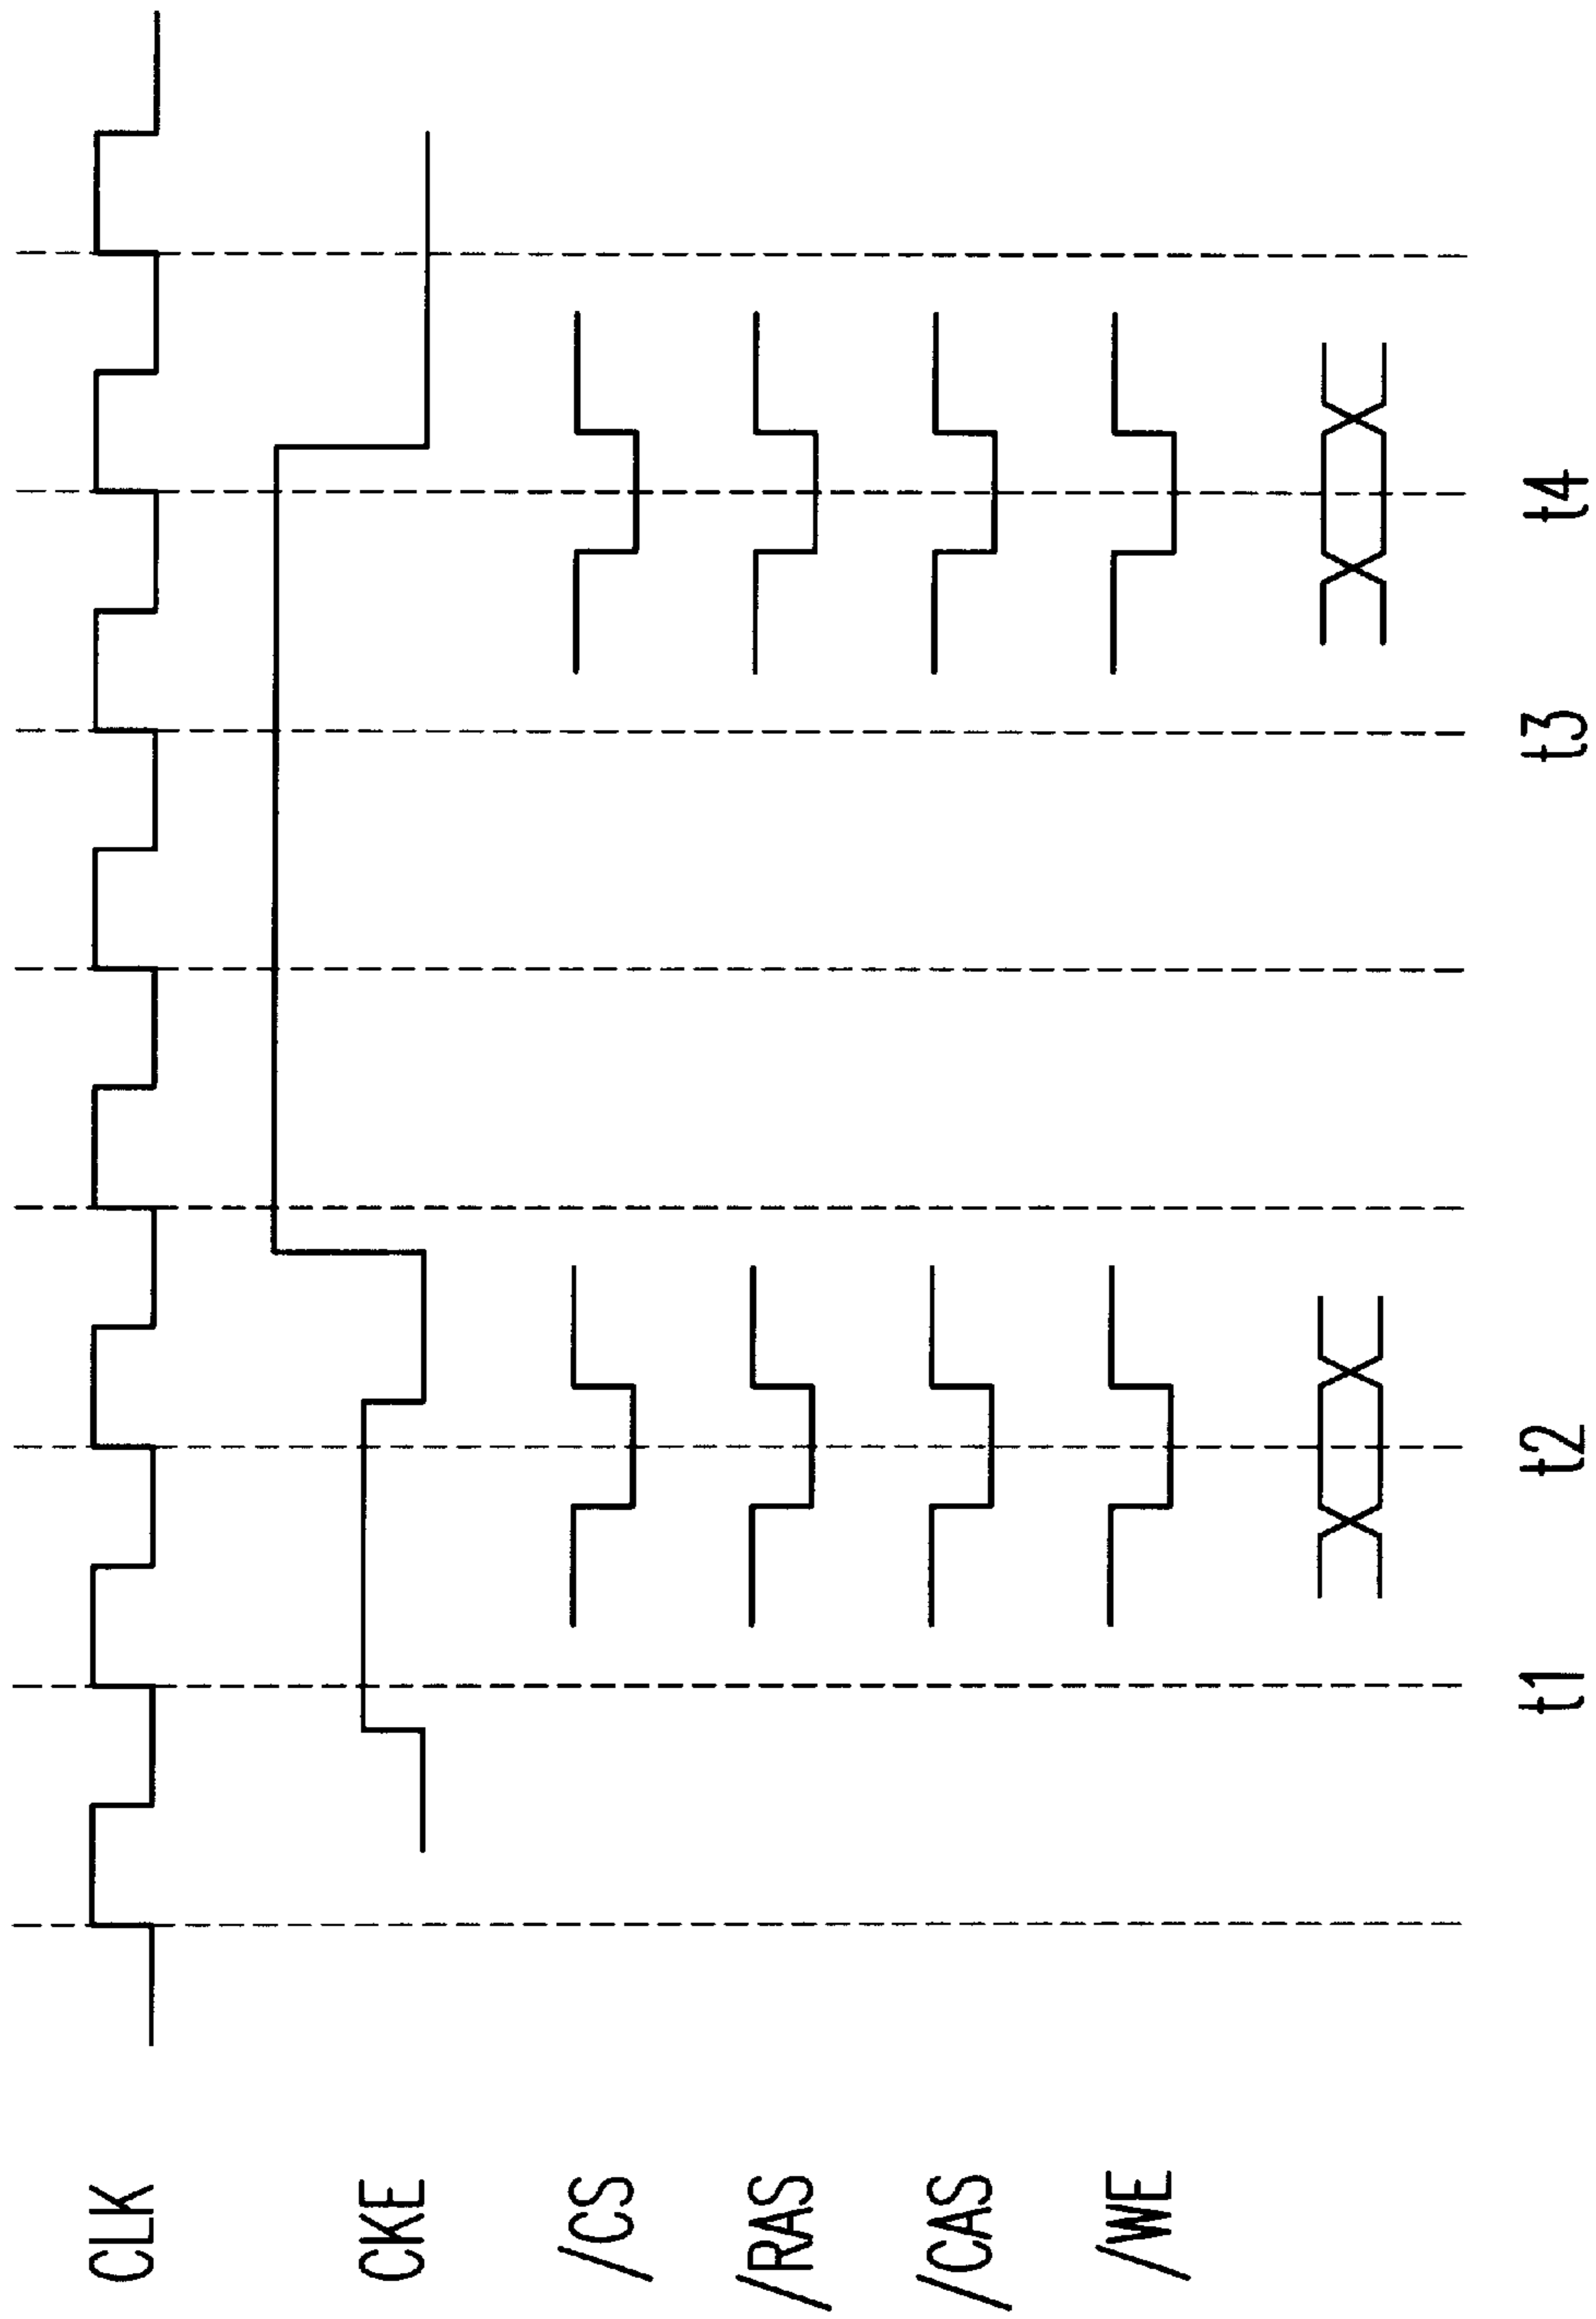 CLK
CKE
/CS
/RAS
/CAS
/WE
t1 t2 t3 t4